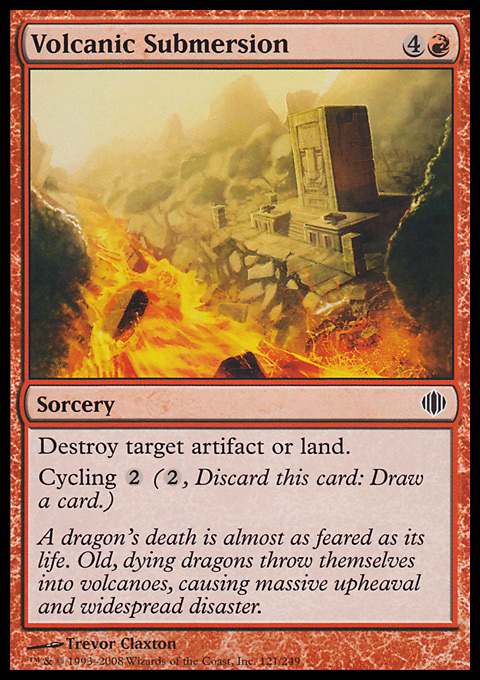 Volcanic Submersion 4
Sorcery
Destroy target artifact or land.
Cycling 2 (2, Discard this card: Draw
a card.)
A dragon's death is almost as feared as its
life. Old, dying dragons throw themselves
into volcanoes, causing massive upheaval
and widespread disaster.
Trevor Claxton
™ & © 1993–2008 Wizards of the Coast, Inc. 121/249